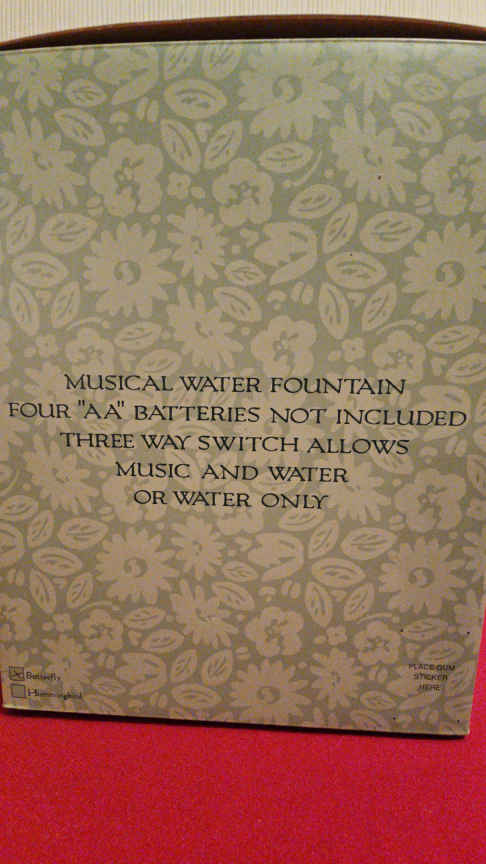 MUSICAL WATER FOUNTAIN
FOUR "AA" BATTERIES NOT INCLUDED
THREE WAY SWITCH ALLOWS
MUSIC AND WATER
OR WATER ONLY
Butterfly
Hummingbird
PLACE GUM
STICKER
HERE